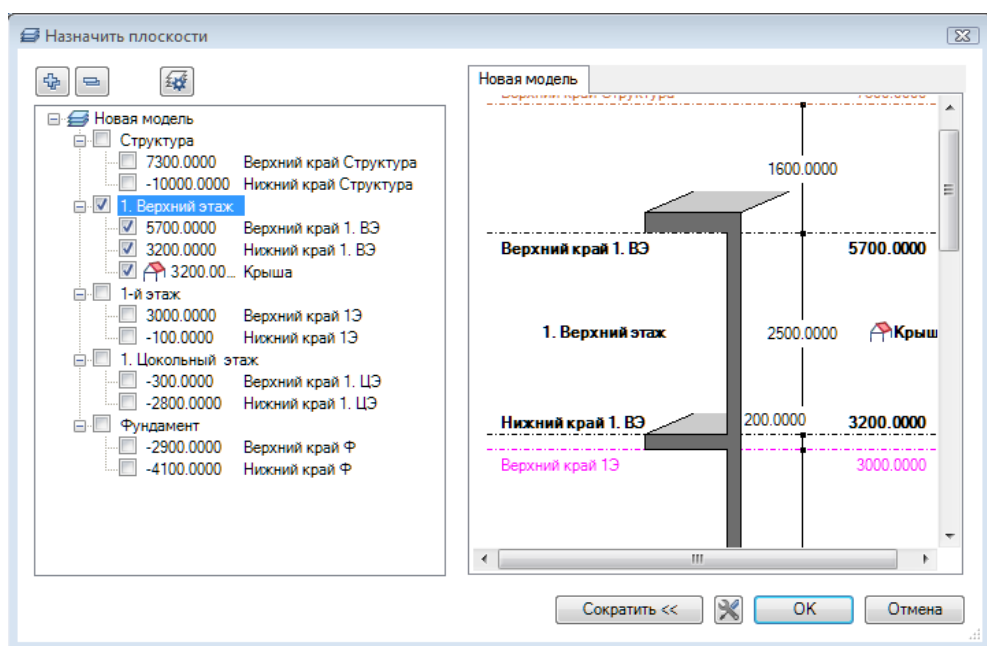 Назначить плоскости
Новая модель
Структура
7300.0000 Верхний край Структура
-10000.0000 Нижний край Структура
1. Верхний этаж
5700.0000 Верхний край 1. ВЭ
3200.0000 Нижний край 1. ВЭ
3200.00... Крыша
1-й этаж
3000.0000 Верхний край 1Э
-100.0000 Нижний край 1Э
1. Цокольный этаж
-300.0000 Верхний край 1. ЦЭ
-2800.0000 Нижний край 1. ЦЭ
Фундамент
-2900.0000 Верхний край Ф
-4100.0000 Нижний край Ф
Новая модель
Верхний край Структура 7300.0000
1600.0000
Верхний край 1. ВЭ 5700.0000
1. Верхний этаж 2500.0000 Крыш
Нижний край 1. ВЭ 200.0000 3200.0000
Верхний край 1Э 3000.0000
Сократить << OK Отмена